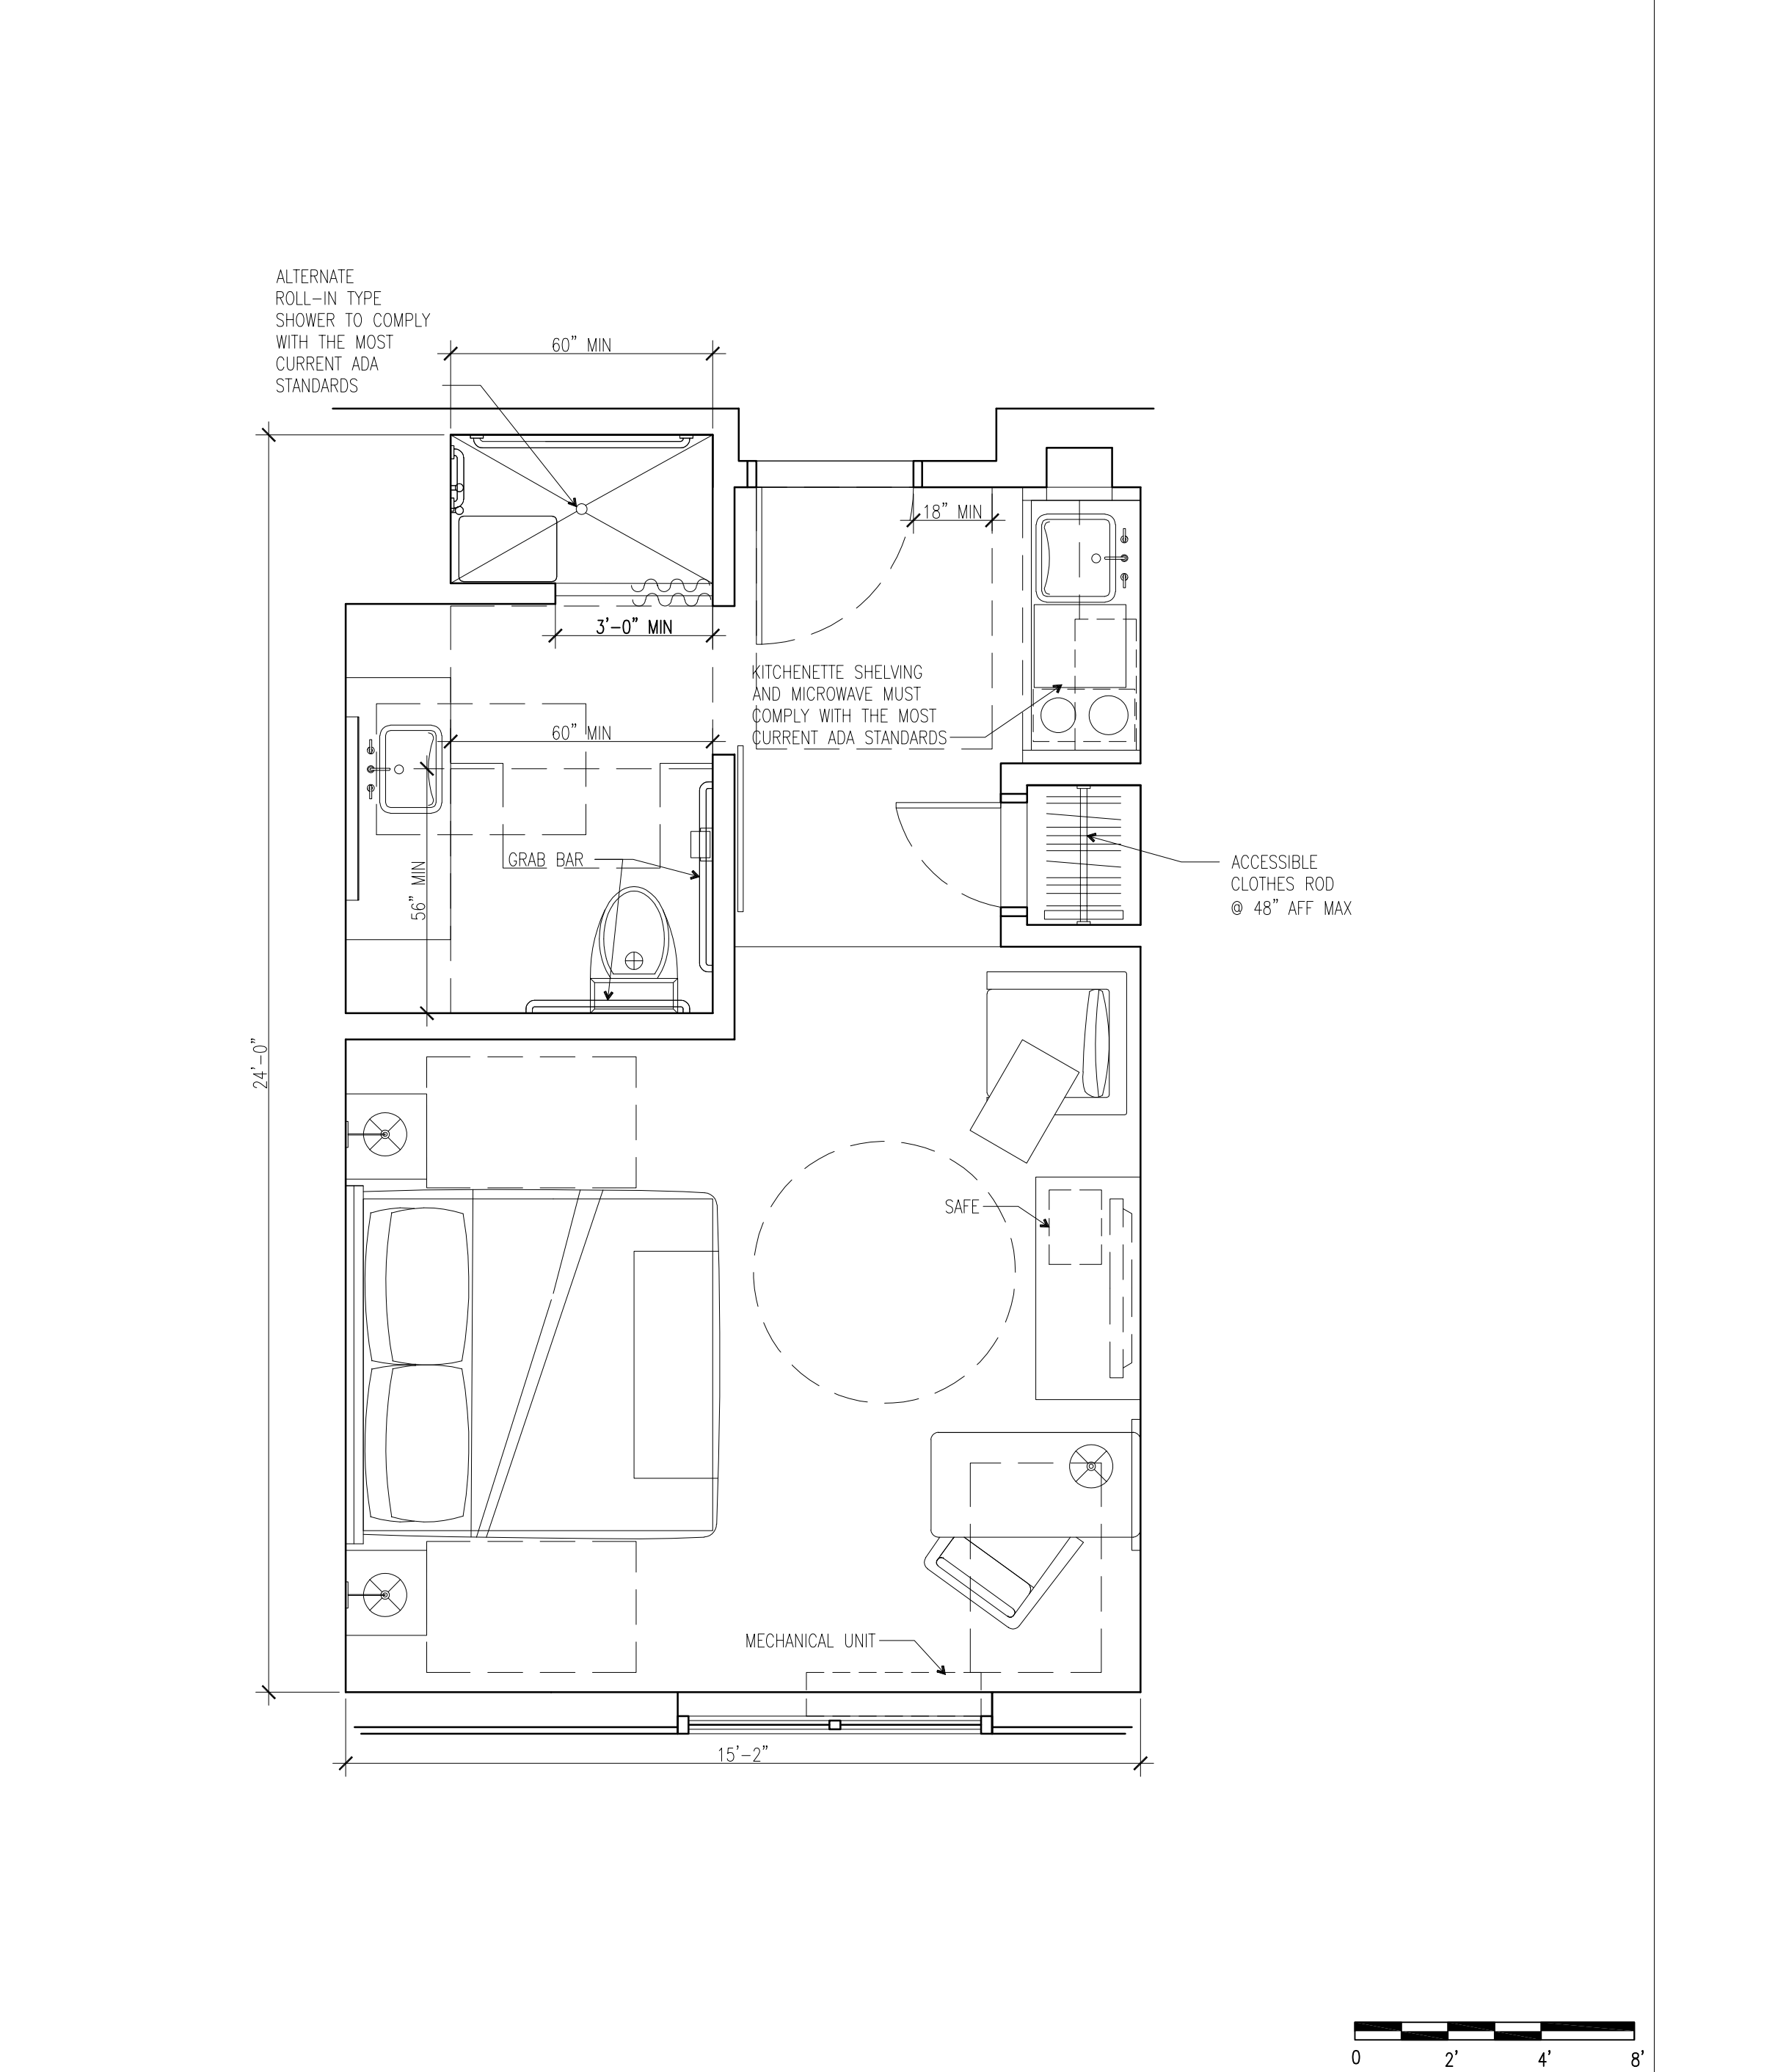 ALTERNATE
ROLL-IN TYPE
SHOWER TO COMPLY
WITH THE MOST
CURRENT ADA
STANDARDS
60" MIN
18" MIN
3'-0" MIN
KITCHENETTE SHELVING
AND MICROWAVE MUST
COMPLY WITH THE MOST
CURRENT ADA STANDARDS
60" MIN
GRAB BAR
56" MIN
ACCESSIBLE
CLOTHES ROD
@ 48" AFF MAX
24'-0"
SAFE
MECHANICAL UNIT
15'-2"
0 2' 4' 8'